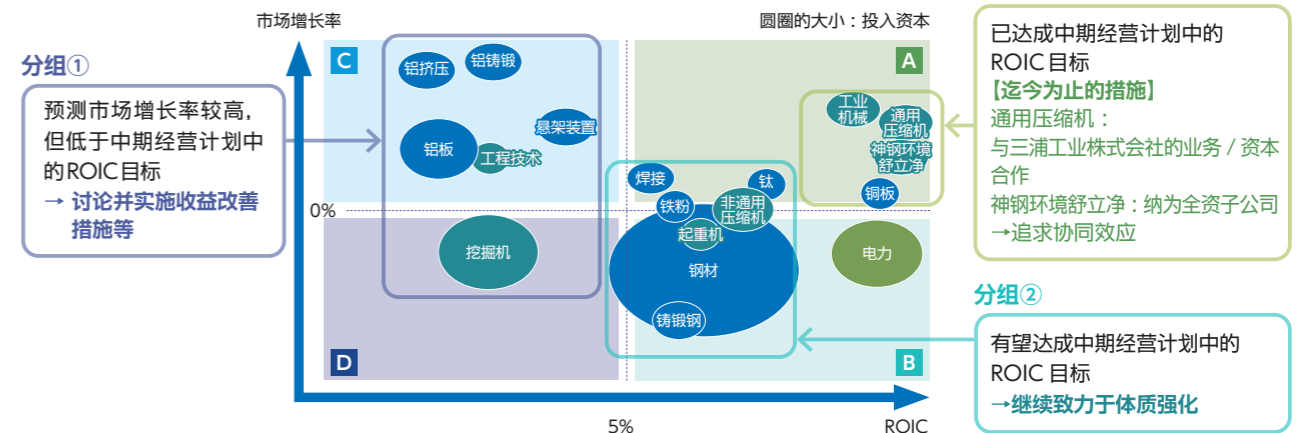 市场增长率
圆圈的大小：投入资本
分组①
预测市场增长率较高，
但低于中期经营计划中
的ROIC目标
→ 讨论并实施收益改善
措施等
C
铝挤压
铝铸锻
悬架装置
铝板
工程技术
0%
挖掘机
D
A
工业
机械
通用
压缩机
神钢环境
舒立净
铜板
焊接
钛
铁粉
非通用
压缩机
起重机
钢材
铸锻钢
电力
B
5%
ROIC
已达成中期经营计划中的
ROIC目标
【迄今为止的措施】
通用压缩机：
与三浦工业株式会社的业务 / 资本
合作
神钢环境舒立净：纳为全资子公司
→追求协同效应
分组②
有望达成中期经营计划中的
ROIC 目标
→继续致力于体质强化